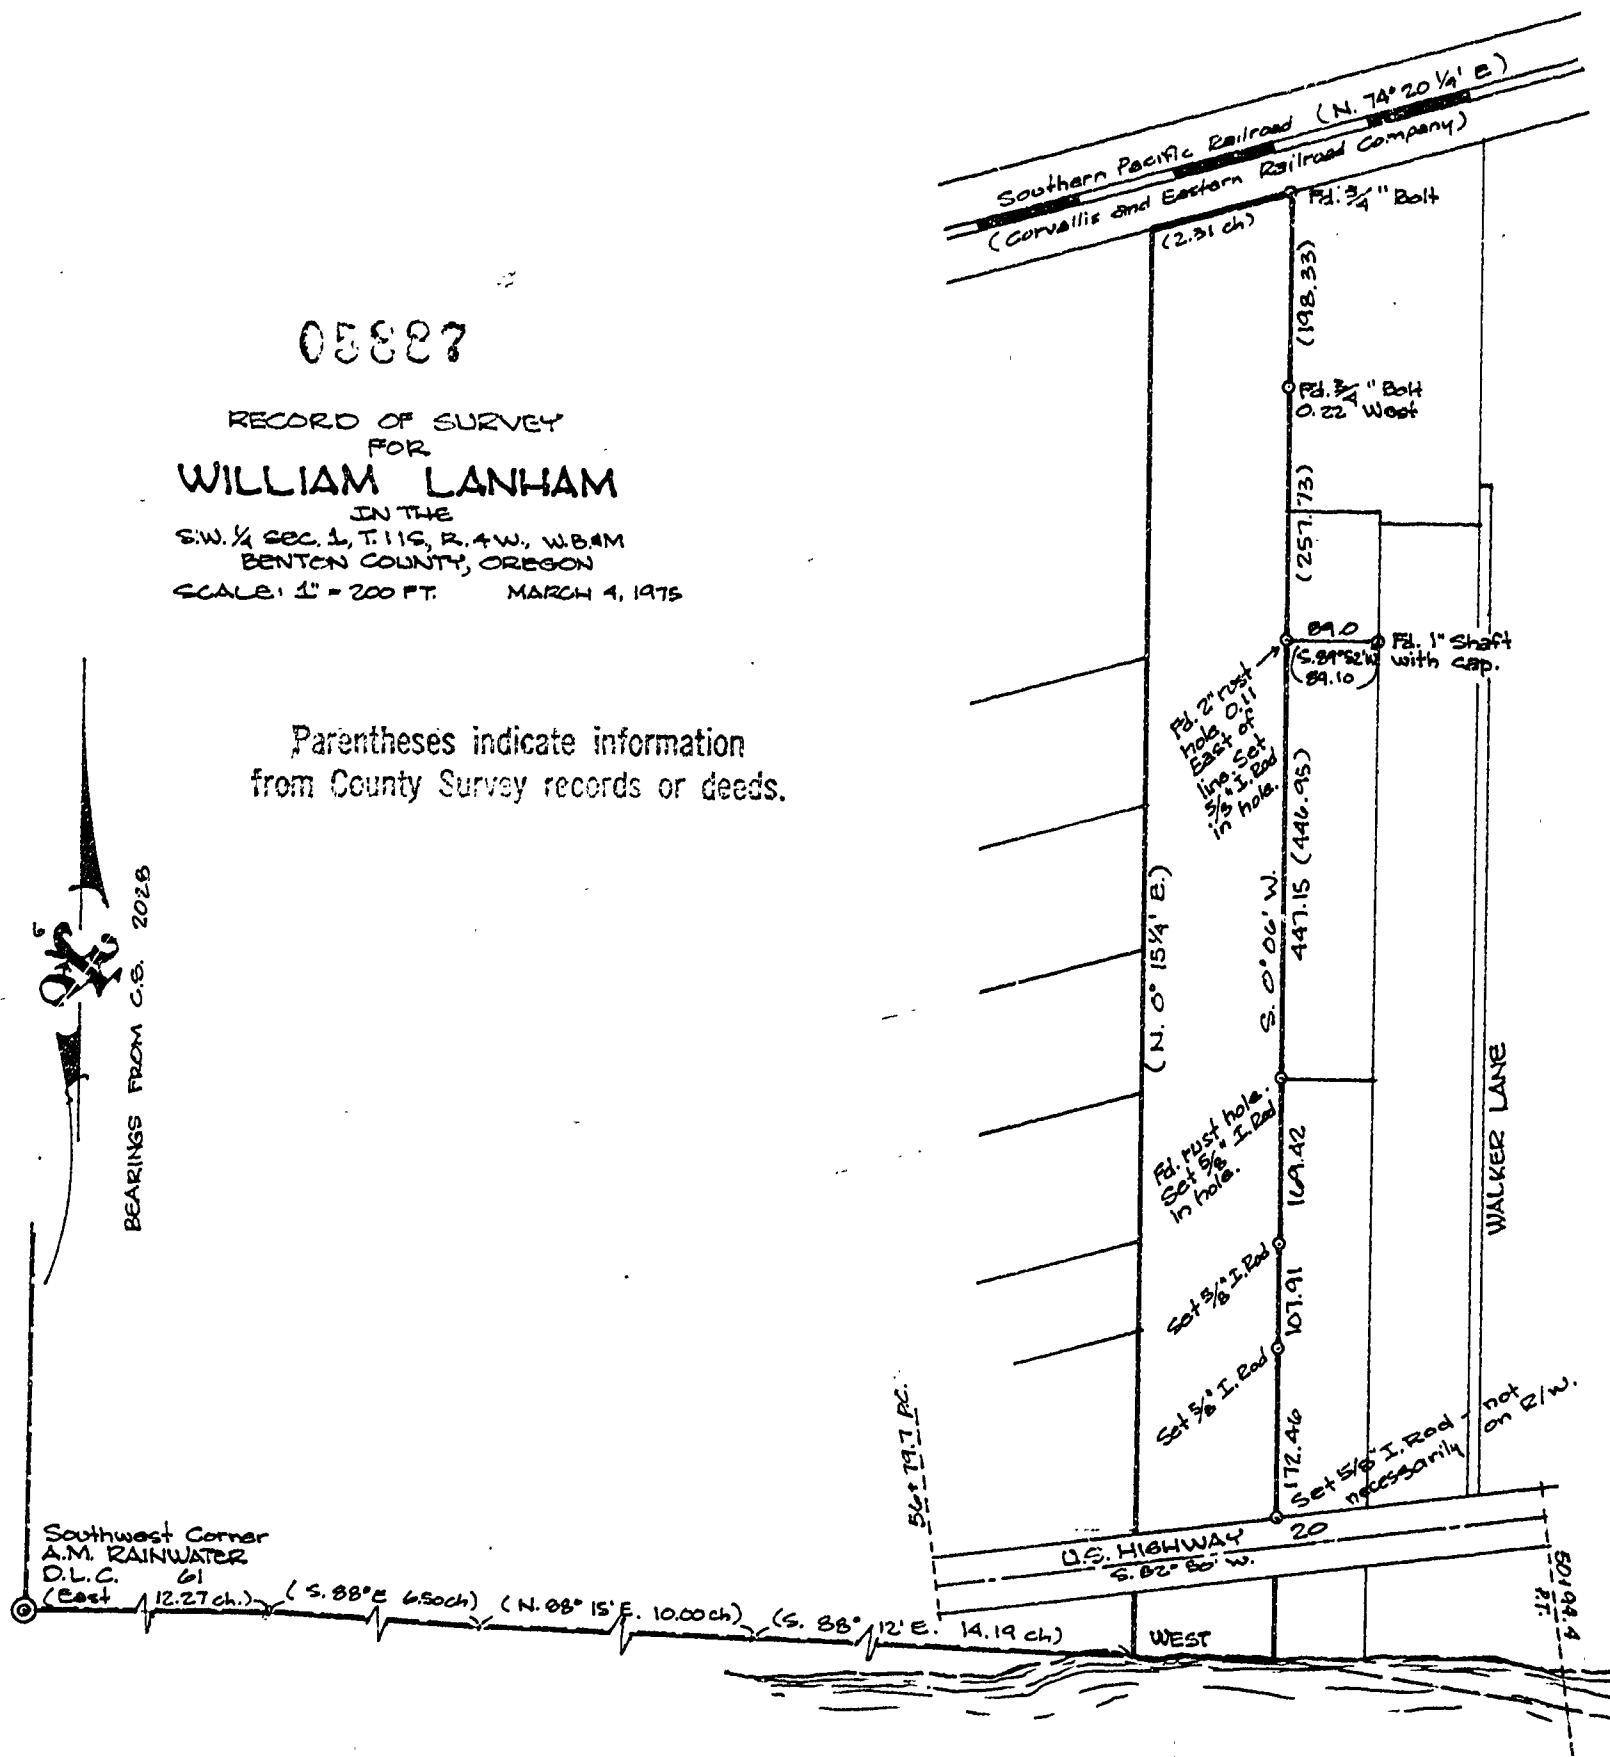 05887
RECORD OF SURVEY
FOR
WILLIAM LANHAM
IN THE
S.W. ¼ SEC. 1, T. 11S, R. 4 W., W.B.&M
BENTON COUNTY, OREGON
SCALE: 1" = 200 FT. MARCH 4, 1975
Parentheses indicate information
from County Survey records or deeds.
BEARINGS FROM C.S. 2028
Southern Pacific Railroad (N. 74° 20 ¼' E)
(Corvallis and Eastern Railroad Company)
(2.31 ch)
Fd. 3/4" Bolt
(198.33)
Fd. 3/4" Bolt
0.22 West
(257.73)
89.0
(S. 89° 52' W
89.10)
Fd. 1" Shaft
with cap.
Fd. 2" rust
hole 0.11
East of
line. Set
5/8" I. Rod
in hole.
447.15 (446.95)
S. 0° 06' W.
(N. 0° 15¼' E.)
Fd. rust hole.
Set 5/8" I. Rod
in hole.
169.42
Set 5/8" I. Rod
107.91
Set 5/8" I. Rod
172.46
WALKER LANE
Set 5/8" I. Rod - not
necessarily on R/W.
56+79.7 P.C.
U.S. HIGHWAY 20
P.T.
Southwest Corner
A.M. RAINWATER
D.L.C. 61
(East 12.27 ch.) (S. 88° E 6.50 ch) (N. 88° 15' E. 10.00 ch) (S. 88° 12' E. 14.19 ch)
WEST